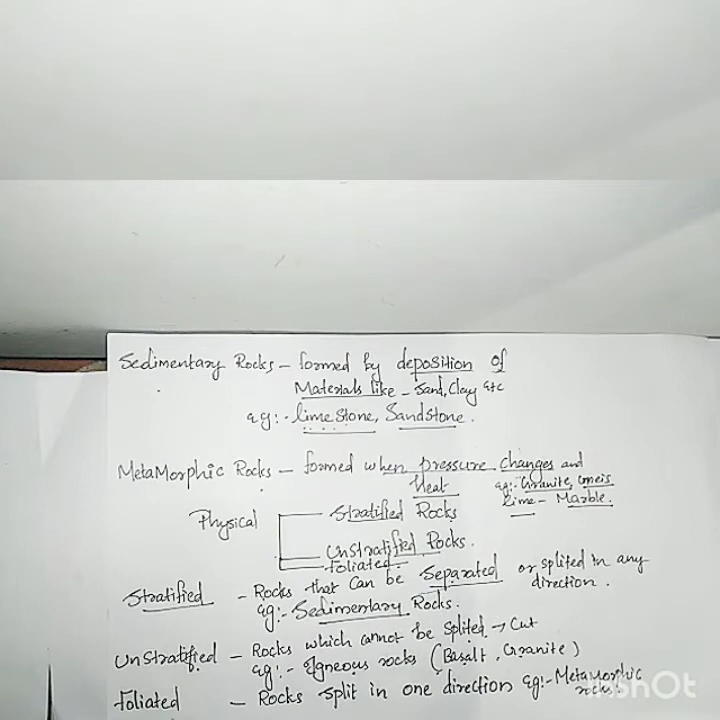 Sedimentary Rocks – formed by deposition of
Materials like – Sand, Clay etc
eg:- lime stone, Sandstone.
MetaMorphic Rocks – formed when pressure changes and
Heat eg:- Granite, Gneis
Lime – Marble.
Physical
Stratified Rocks
Unstratified Rocks.
foliated.
Stratified – Rocks that Can be Separated or splited in any
direction.
eg:- Sedimentary Rocks.
Unstratified – Rocks which cannot be splited → Cut
eg:- Igneous rocks (Basalt, Granite)
foliated – Rocks split in one direction eg:- MetaMorphic
rocks.
InShOt